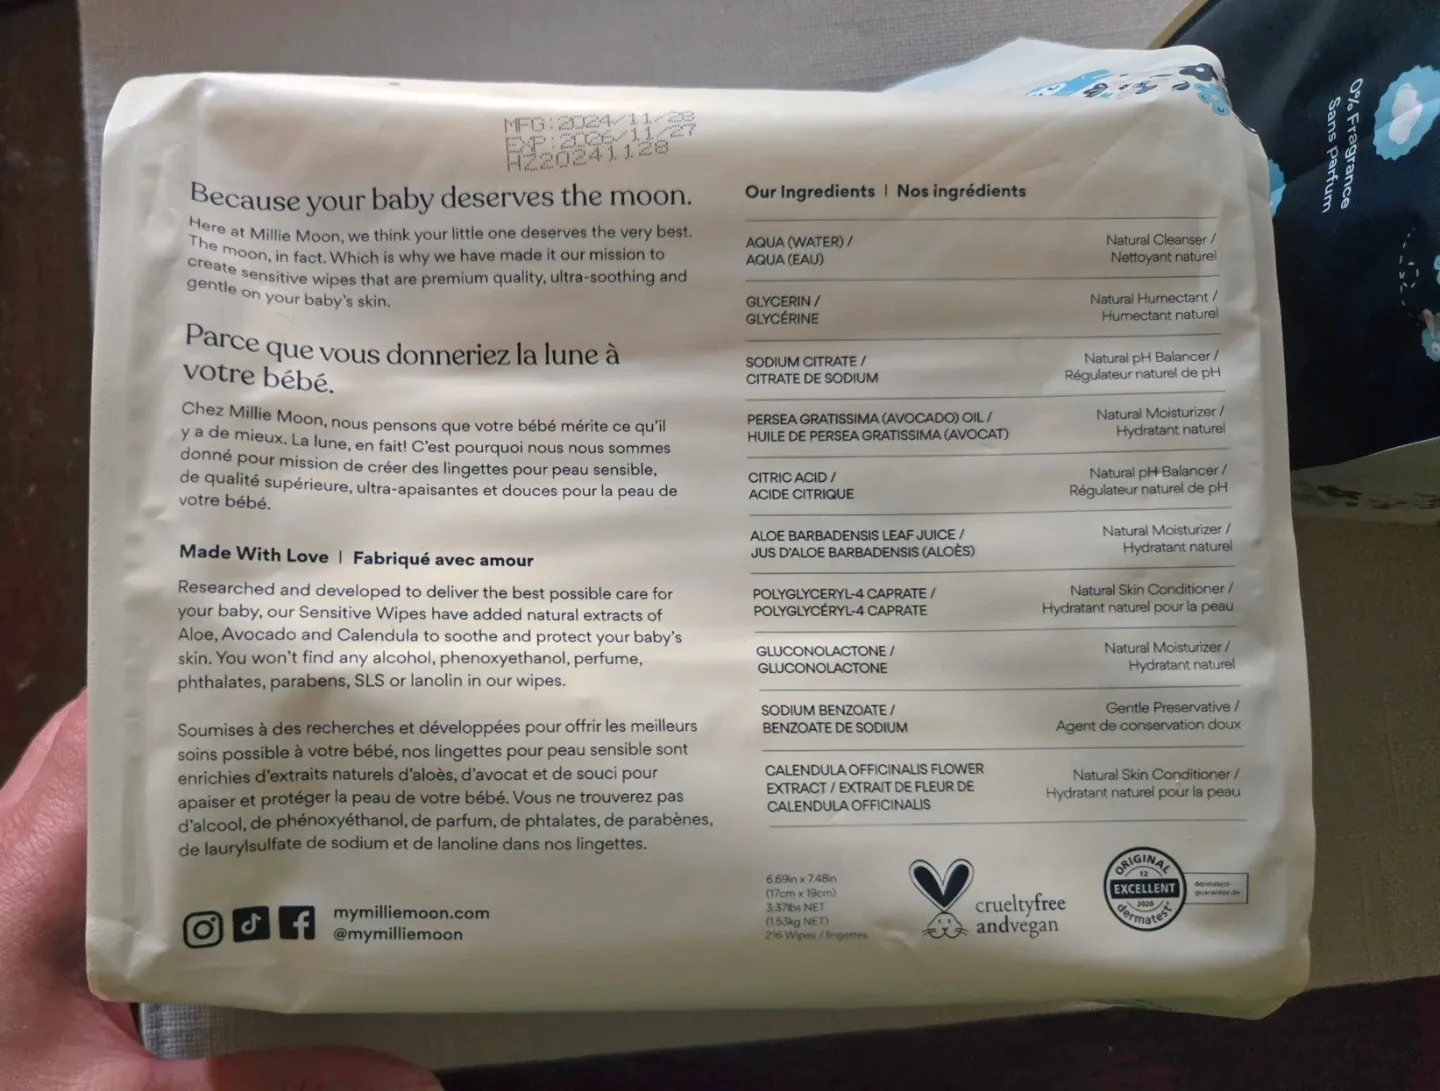 MFG:2024/11/28
EXP:2026/11/27
HZ20241128
Because your baby deserves the moon.
Here at Millie Moon, we think your little one deserves the very best.
The moon, in fact. Which is why we have made it our mission to
create sensitive wipes that are premium quality, ultra-soothing and
gentle on your baby's skin.
Parce que vous donneriez la lune à
votre bébé.
Chez Millie Moon, nous pensons que votre bébé mérite ce qu'il
y a de mieux. La lune, en fait! C'est pourquoi nous nous sommes
donné pour mission de créer des lingettes pour peau sensible,
de qualité supérieure, ultra-apaisantes et douces pour la peau de
votre bébé.
Made With Love | Fabriqué avec amour
Researched and developed to deliver the best possible care for
your baby, our Sensitive Wipes have added natural extracts of
Aloe, Avocado and Calendula to soothe and protect your baby's
skin. You won't find any alcohol, phenoxyethanol, perfume,
phthalates, parabens, SLS or lanolin in our wipes.
Soumises à des recherches et développées pour offrir les meilleurs
soins possible à votre bébé, nos lingettes pour peau sensible sont
enrichies d'extraits naturels d'aloès, d'avocat et de souci pour
apaiser et protéger la peau de votre bébé. Vous ne trouverez pas
d'alcool, de phénoxyéthanol, de parfum, de phtalates, de parabènes,
de laurylsulfate de sodium et de lanoline dans nos lingettes.
mymilliemoon.com
@mymilliemoon
Our Ingredients | Nos ingrédients
AQUA (WATER) / Natural Cleanser /
AQUA (EAU) Nettoyant naturel
GLYCERIN / Natural Humectant /
GLYCÉRINE Humectant naturel
SODIUM CITRATE / Natural pH Balancer /
CITRATE DE SODIUM Régulateur naturel de pH
PERSEA GRATISSIMA (AVOCADO) OIL / Natural Moisturizer /
HUILE DE PERSEA GRATISSIMA (AVOCAT) Hydratant naturel
CITRIC ACID / Natural pH Balancer /
ACIDE CITRIQUE Régulateur naturel de pH
ALOE BARBADENSIS LEAF JUICE / Natural Moisturizer /
JUS D'ALOE BARBADENSIS (ALOÈS) Hydratant naturel
POLYGLYCERYL-4 CAPRATE / Natural Skin Conditioner /
POLYGLYCÉRYL-4 CAPRATE Hydratant naturel pour la peau
GLUCONOLACTONE / Natural Moisturizer /
GLUCONOLACTONE Hydratant naturel
SODIUM BENZOATE / Gentle Preservative /
BENZOATE DE SODIUM Agent de conservation doux
CALENDULA OFFICINALIS FLOWER Natural Skin Conditioner /
EXTRACT / EXTRAIT DE FLEUR DE Hydratant naturel pour la peau
CALENDULA OFFICINALIS
6.69in x 7.48in
(17cm x 19cm)
3.37lbs NET
(1.53kg NET)
216 Wipes / lingettes
crueltyfree
andvegan
ORIGINAL
12
EXCELLENT
2020
dermatest
dermatest-
guarantee.de
0% Fragrance
Sans parfum